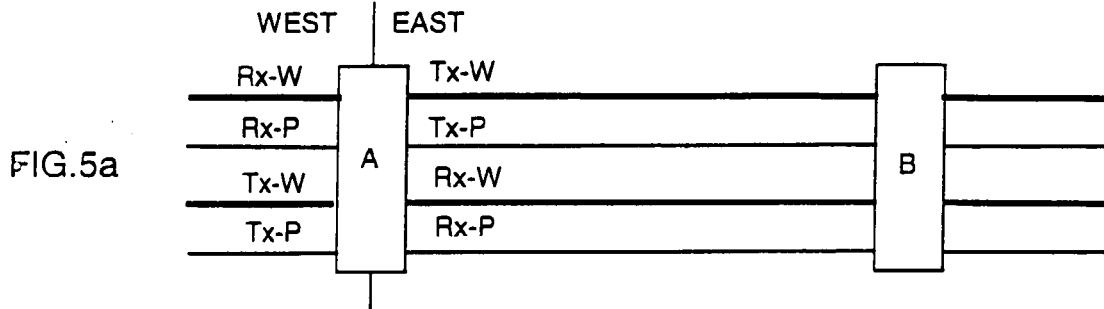 WEST EAST
Rx-W Tx-W
Rx-P Tx-P
FIG.5a A B
Tx-W Rx-W
Tx-P Rx-P